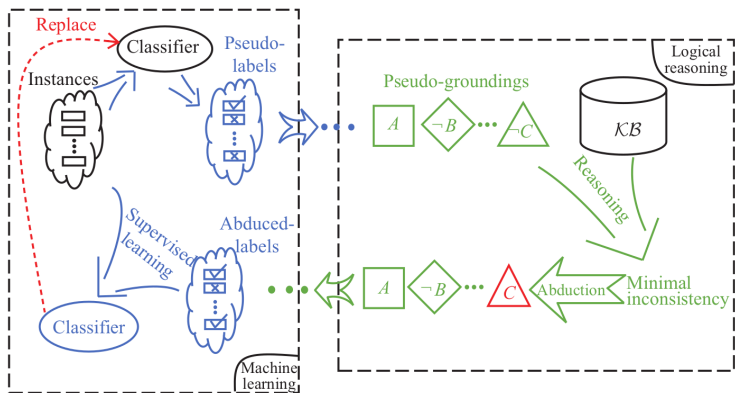 Replace
Classifier
Pseudo-
labels
Instances
Logical
reasoning
Pseudo-groundings
A
¬B
¬C
KB
Reasoning
Supervised
learning
Abduced-
labels
A
¬B
C
Abduction
Minimal
inconsistency
Classifier
Machine
learning